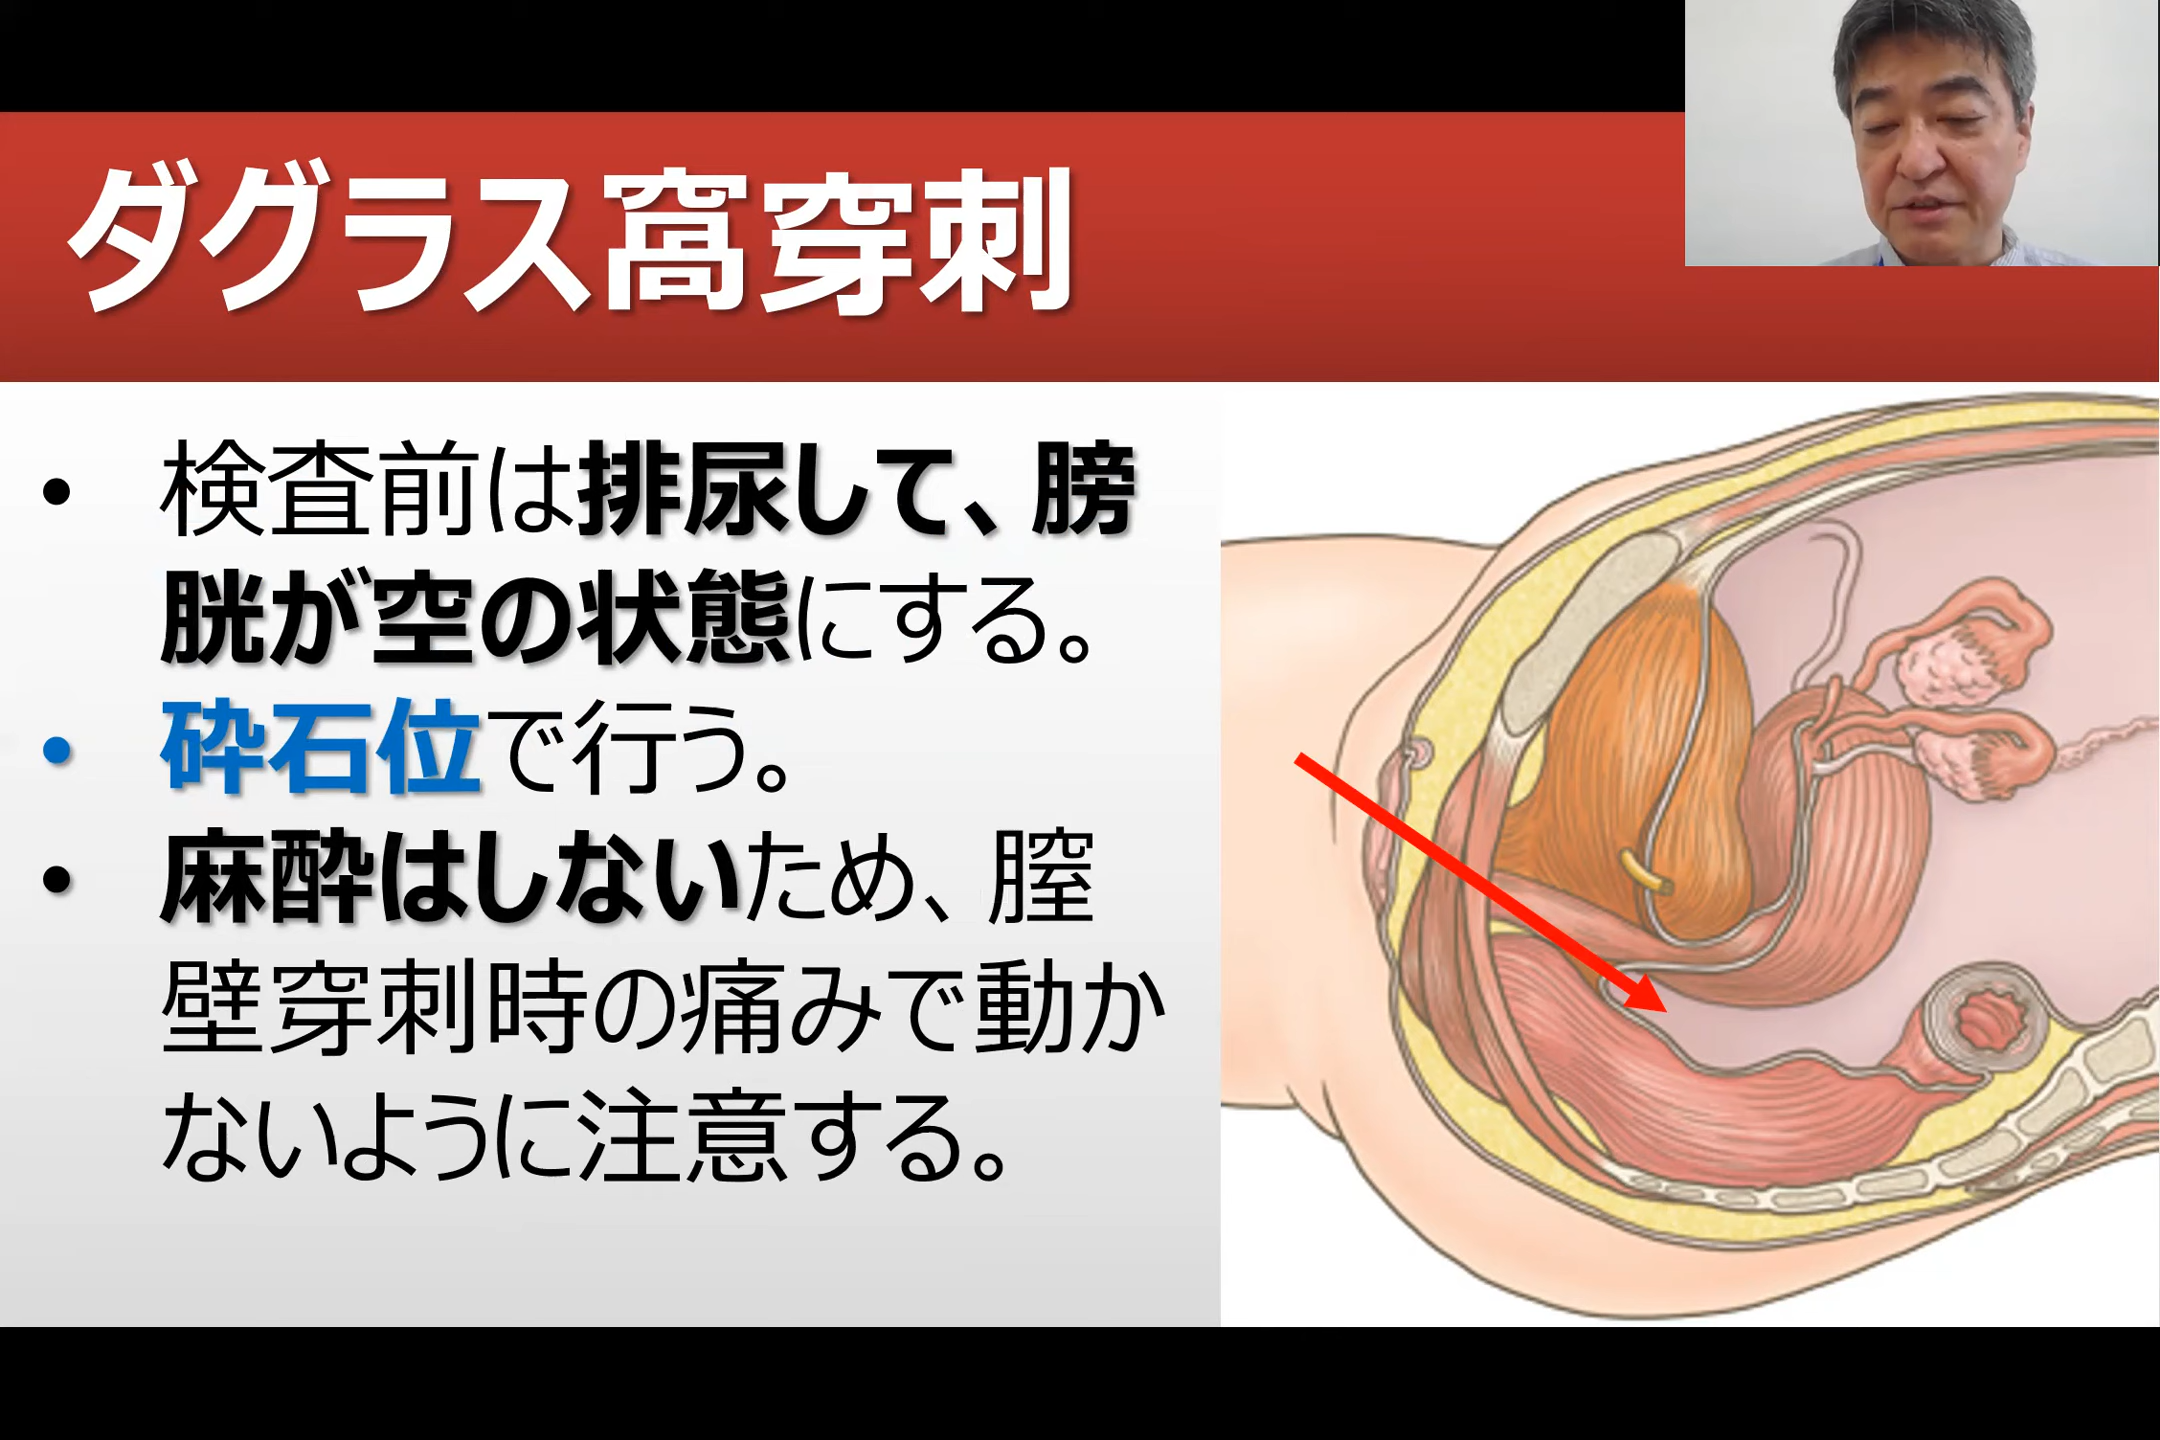 ダグラス窩穿刺
• 検査前は排尿して、膀
胱が空の状態にする。
• 砕石位で行う。
• 麻酔はしないため、膣
壁穿刺時の痛みで動か
ないように注意する。